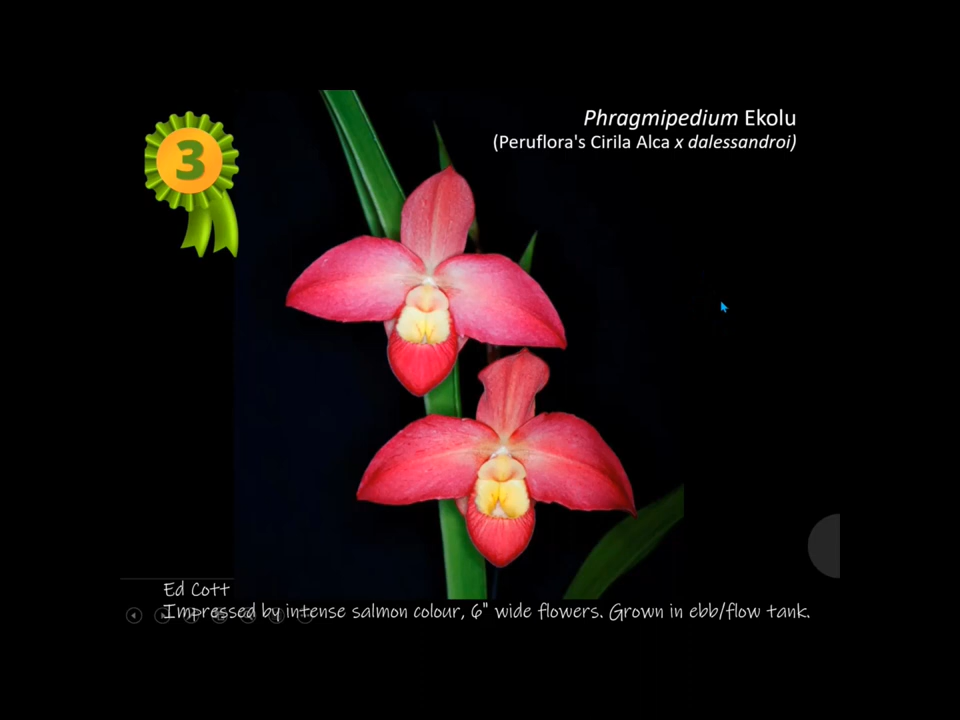 3
Phragmipedium Ekolu
(Peruflora's Cirila Alca x dalessandroi)
Ed Cott
Impressed by intense salmon colour, 6" wide flowers. Grown in ebb/flow tank.